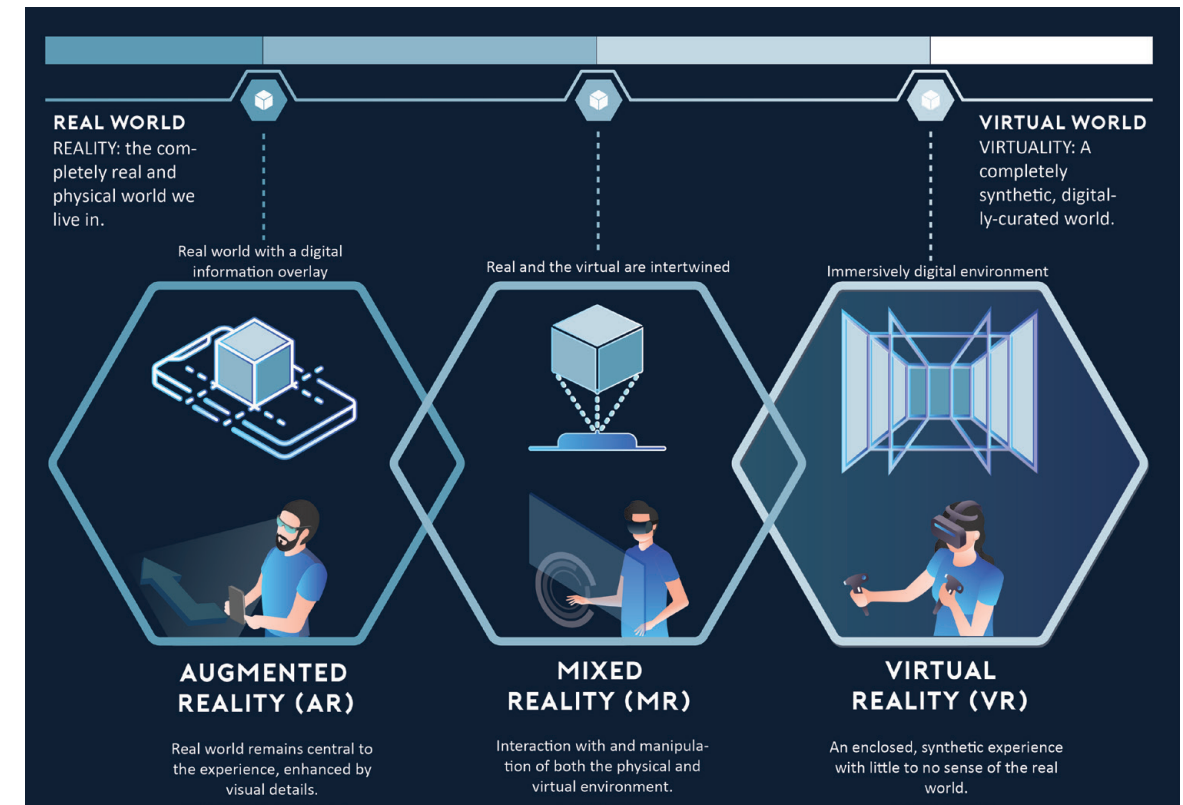 REAL WORLD
REALITY: the com-
pletely real and
physical world we
live in.
VIRTUAL WORLD
VIRTUALITY: A
completely
synthetic, digital-
ly-curated world.
Real world with a digital
information overlay
Real and the virtual are intertwined
Immersively digital environment
AUGMENTED
REALITY (AR)
Real world remains central to
the experience, enhanced by
visual details.
MIXED
REALITY (MR)
Interaction with and manipula-
tion of both the physical and
virtual environment.
VIRTUAL
REALITY (VR)
An enclosed, synthetic experience
with little to no sense of the real
world.